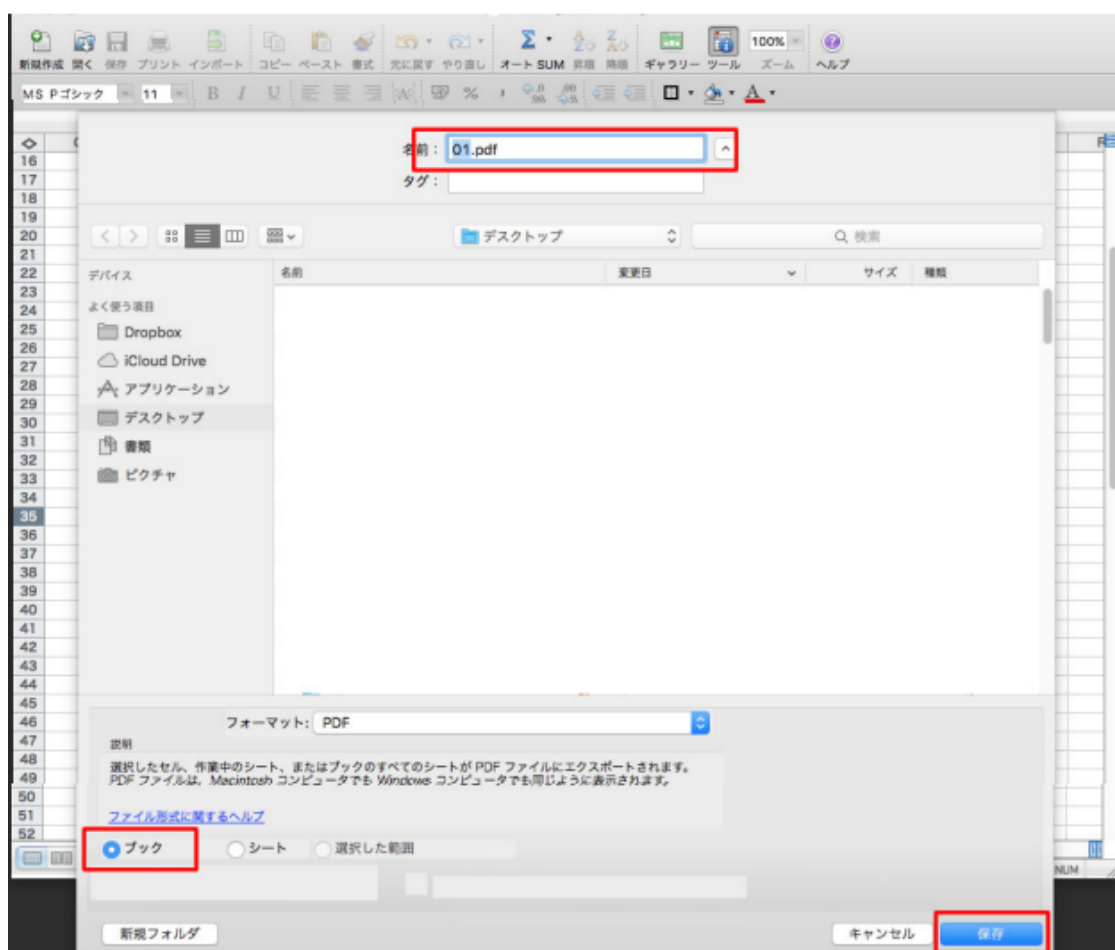 新規作成 開く 保存 プリント インポート コピー ペースト 書式 元に戻す やり直し オート SUM 昇順 降順 ギャラリー ツール 100% ズーム ヘルプ
MS Pゴシック 11 B I U % ,
名前： 01.pdf
タグ：
デスクトップ 検索
デバイス 名前 変更日 サイズ 種類
よく使う項目
Dropbox
iCloud Drive
アプリケーション
デスクトップ
書類
ピクチャ
16
17
18
19
20
21
22
23
24
25
26
27
28
29
30
31
32
33
34
35
36
37
38
39
40
41
42
43
44
45
46
47
48
49
50
51
52
フォーマット: PDF
説明
選択したセル、作業中のシート、またはブックのすべてのシートが PDF ファイルにエクスポートされます。
PDF ファイルは、Macintosh コンピュータでも Windows コンピュータでも同じように表示されます。
ファイル形式に関するヘルプ
ブック シート 選択した範囲
NUM
新規フォルダ キャンセル 保存